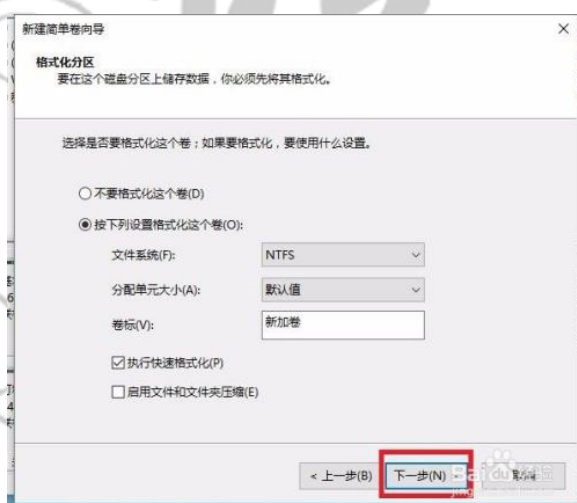 新建简单卷向导
格式化分区
要在这个磁盘分区上储存数据，你必须先将其格式化。
选择是否要格式化这个卷；如果要格式化，要使用什么设置。
不要格式化这个卷(D)
按下列设置格式化这个卷(O):
文件系统(F): NTFS
分配单元大小(A): 默认值
卷标(V): 新加卷
执行快速格式化(P)
启用文件和文件夹压缩(E)
< 上一步(B) 下一步(N) > 取消